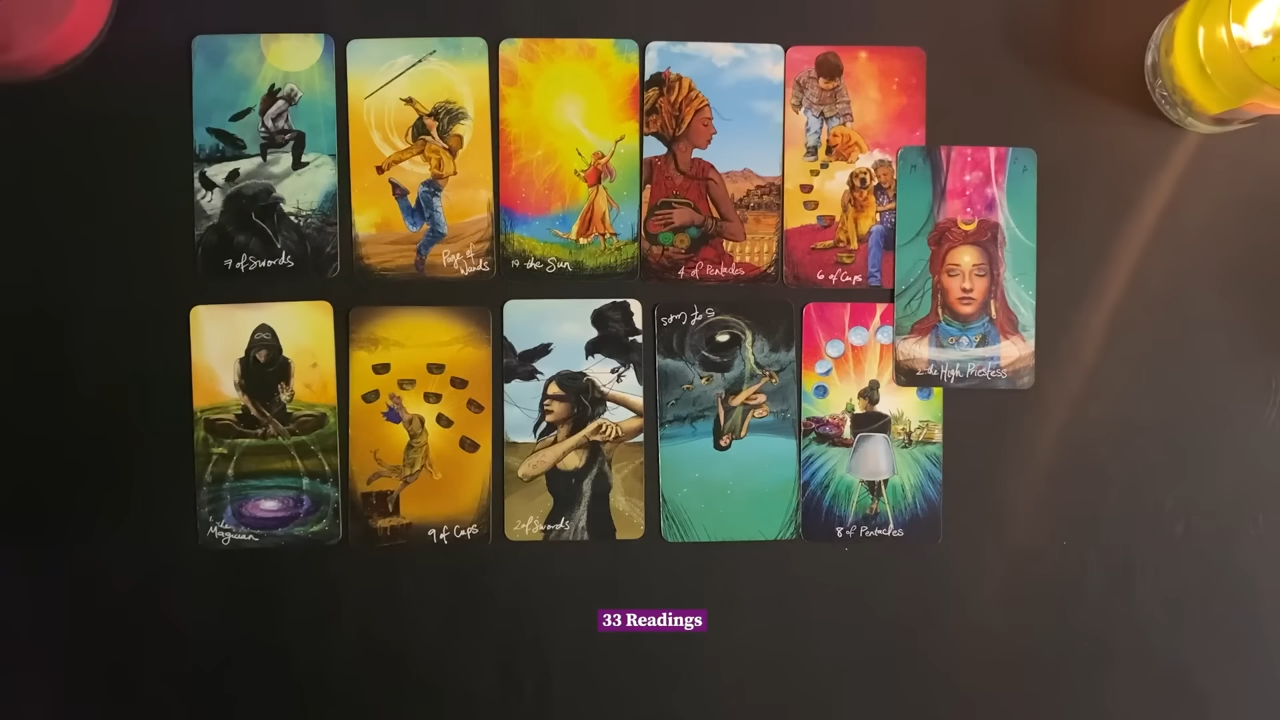 7 of Swords
Page of
Wands
19 the Sun
4 of Pentacles
6 of Cups
2 the High Priestess
the
Magician
9 of Cups
2 of Swords
5 of Cups
8 of Pentacles
33 Readings